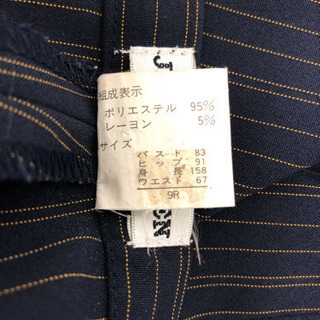 組成表示
ポリエステル 95%
レーヨン 5%
サイズ
バスト 83
ヒップ 91
身長 158
ウエスト 67
9R